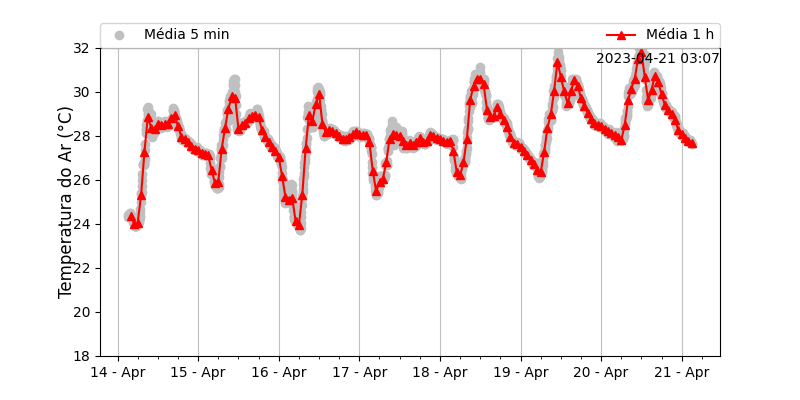 Média 5 min
Média 1 h
2023-04-21 03:07
Temperatura do Ar (°C)
32
30
28
26
24
22
20
18
14 - Apr
15 - Apr
16 - Apr
17 - Apr
18 - Apr
19 - Apr
20 - Apr
21 - Apr